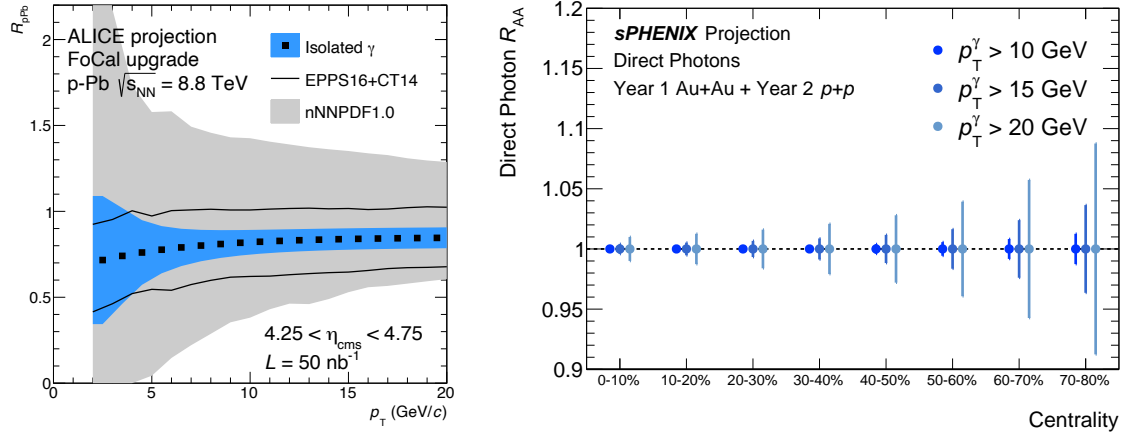 R_pPb
ALICE projection
FoCal upgrade
p-Pb √s_NN = 8.8 TeV
Isolated γ
EPPS16+CT14
nNNPDF1.0
2
1.5
1
0.5
0
4.25 < η_cms < 4.75
L = 50 nb⁻¹
0 5 10 15 20
p_T (GeV/c)
Direct Photon R_AA
sPHENIX Projection
Direct Photons
Year 1 Au+Au + Year 2 p+p
p_T^γ > 10 GeV
p_T^γ > 15 GeV
p_T^γ > 20 GeV
1.2
1.15
1.1
1.05
1
0.95
0.9
0-10% 10-20% 20-30% 30-40% 40-50% 50-60% 60-70% 70-80%
Centrality